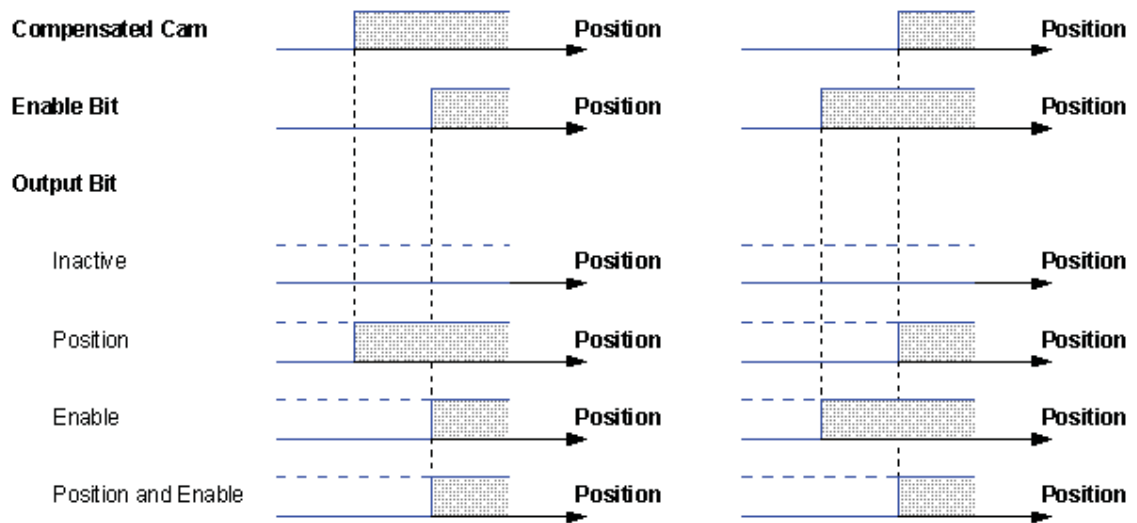 Compensated Cam Position Position
Enable Bit Position Position
Output Bit
Inactive Position Position
Position Position Position
Enable Position Position
Position and Enable Position Position